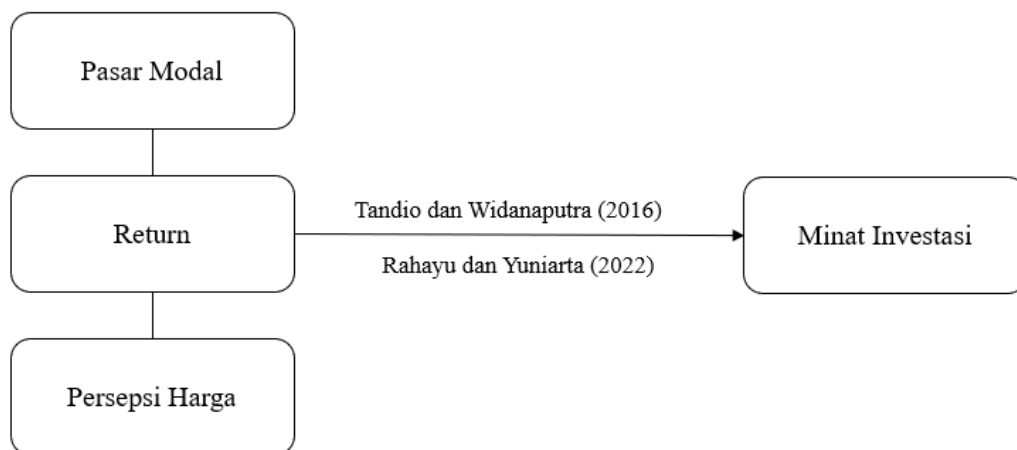 Pasar Modal
Return
Tandio dan Widanaputra (2016)
Rahayu dan Yuniarta (2022)
Minat Investasi
Persepsi Harga